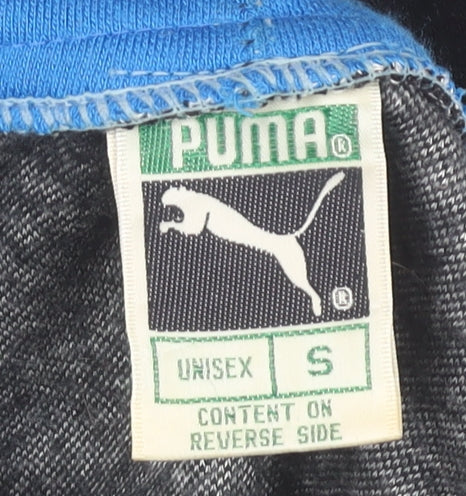 PUMA®
®
UNISEX S
CONTENT ON
REVERSE SIDE